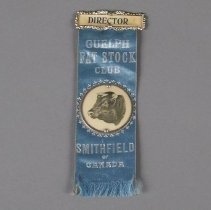 DIRECTOR
GUELPH
FAT STOCK
CLUB
SMITHFIELD
OF
CANADA